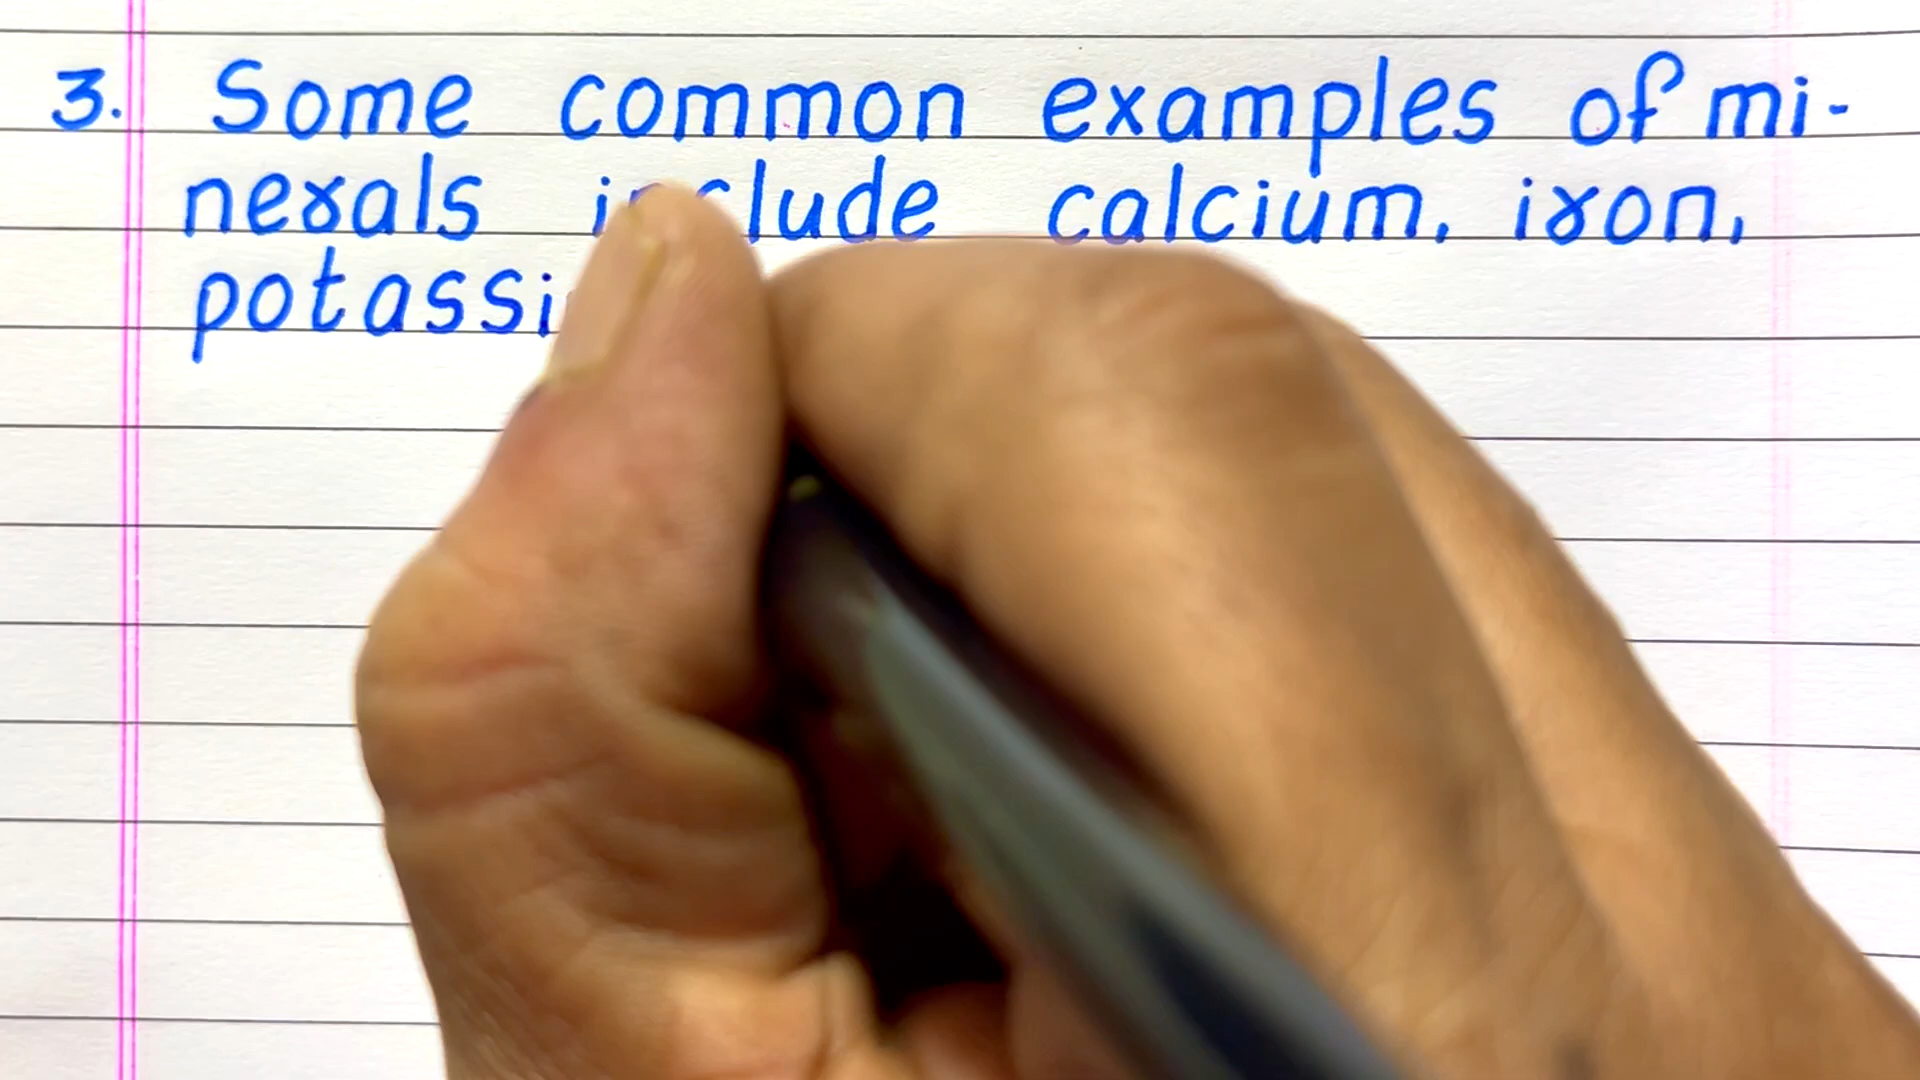 3. Some common examples of mi-
nerals include calcium, iron,
potassi